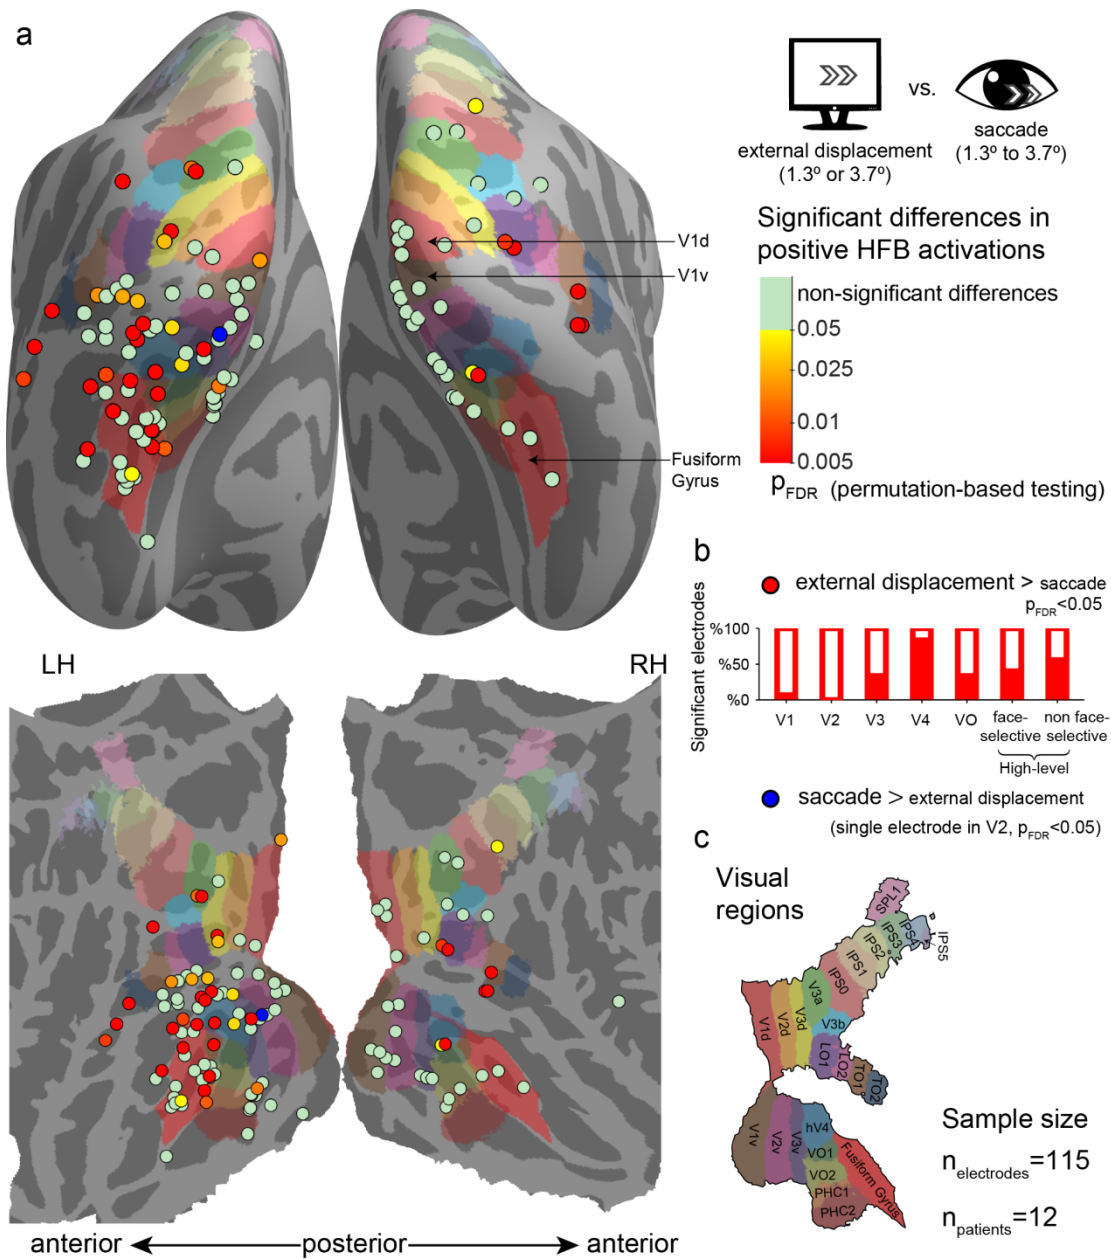 a
external displacement
(1.3º or 3.7º)
vs.
saccade
(1.3º to 3.7º)
Significant differences in
positive HFB activations
non-significant differences
0.05
0.025
0.01
0.005
pFDR (permutation-based testing)
V1d
V1v
Fusiform
Gyrus
b
external displacement > saccade
pFDR<0.05
Significant electrodes
%100
%50
%0
V1 V2 V3 V4 VO face-selective non face-selective
High-level
saccade > external displacement
(single electrode in V2, pFDR<0.05)
LH
RH
anterior
posterior
anterior
c
Visual
regions
SPL1
IPS5
IPS4
IPS3
IPS2
IPS1
IPS0
V3a
V3b
V1d
V2d
V3d
LO1
LO2
TO1
TO2
V1v
V2v
V3v
hV4
VO1
VO2
PHC1
PHC2
Fusiform Gyrus
Sample size
nelectrodes=115
npatients=12